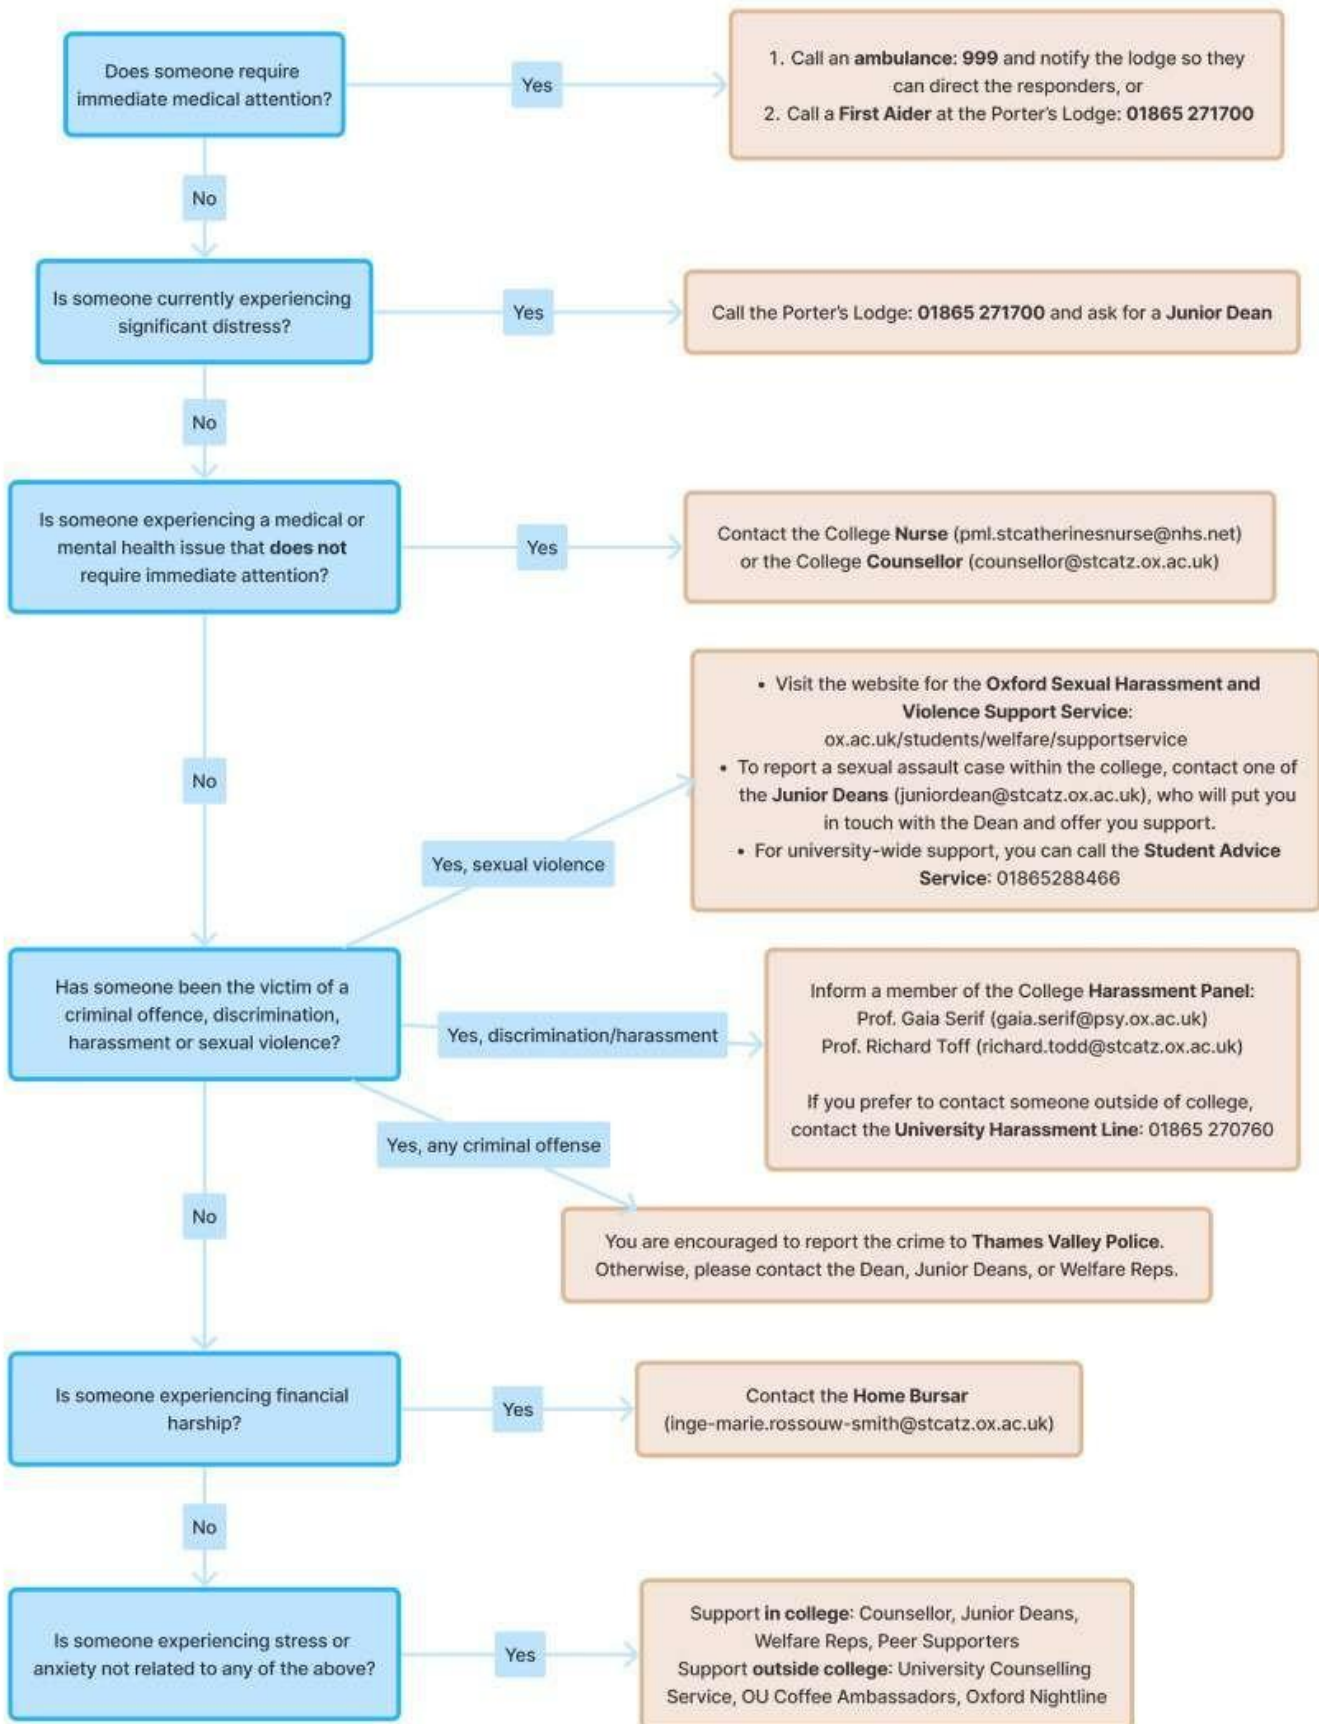 Does someone require
immediate medical attention?
Yes
1. Call an ambulance: 999 and notify the lodge so they
can direct the responders, or
2. Call a First Aider at the Porter's Lodge: 01865 271700
No
Is someone currently experiencing
significant distress?
Yes
Call the Porter's Lodge: 01865 271700 and ask for a Junior Dean
No
Is someone experiencing a medical or
mental health issue that does not
require immediate attention?
Yes
Contact the College Nurse (pml.stcatherinesnurse@nhs.net)
or the College Counsellor (counsellor@stcatz.ox.ac.uk)
No
Yes, sexual violence
• Visit the website for the Oxford Sexual Harassment and
Violence Support Service:
ox.ac.uk/students/welfare/supportservice
• To report a sexual assault case within the college, contact one of
the Junior Deans (juniordean@stcatz.ox.ac.uk), who will put you
in touch with the Dean and offer you support.
• For university-wide support, you can call the Student Advice
Service: 01865288466
Has someone been the victim of a
criminal offence, discrimination,
harassment or sexual violence?
Yes, discrimination/harassment
Inform a member of the College Harassment Panel:
Prof. Gaia Serif (gaia.serif@psy.ox.ac.uk)
Prof. Richard Toff (richard.todd@stcatz.ox.ac.uk)
If you prefer to contact someone outside of college,
contact the University Harassment Line: 01865 270760
Yes, any criminal offense
You are encouraged to report the crime to Thames Valley Police.
Otherwise, please contact the Dean, Junior Deans, or Welfare Reps.
No
Is someone experiencing financial
harship?
Yes
Contact the Home Bursar
(inge-marie.rossouw-smith@stcatz.ox.ac.uk)
No
Is someone experiencing stress or
anxiety not related to any of the above?
Yes
Support in college: Counsellor, Junior Deans,
Welfare Reps, Peer Supporters
Support outside college: University Counselling
Service, OU Coffee Ambassadors, Oxford Nightline